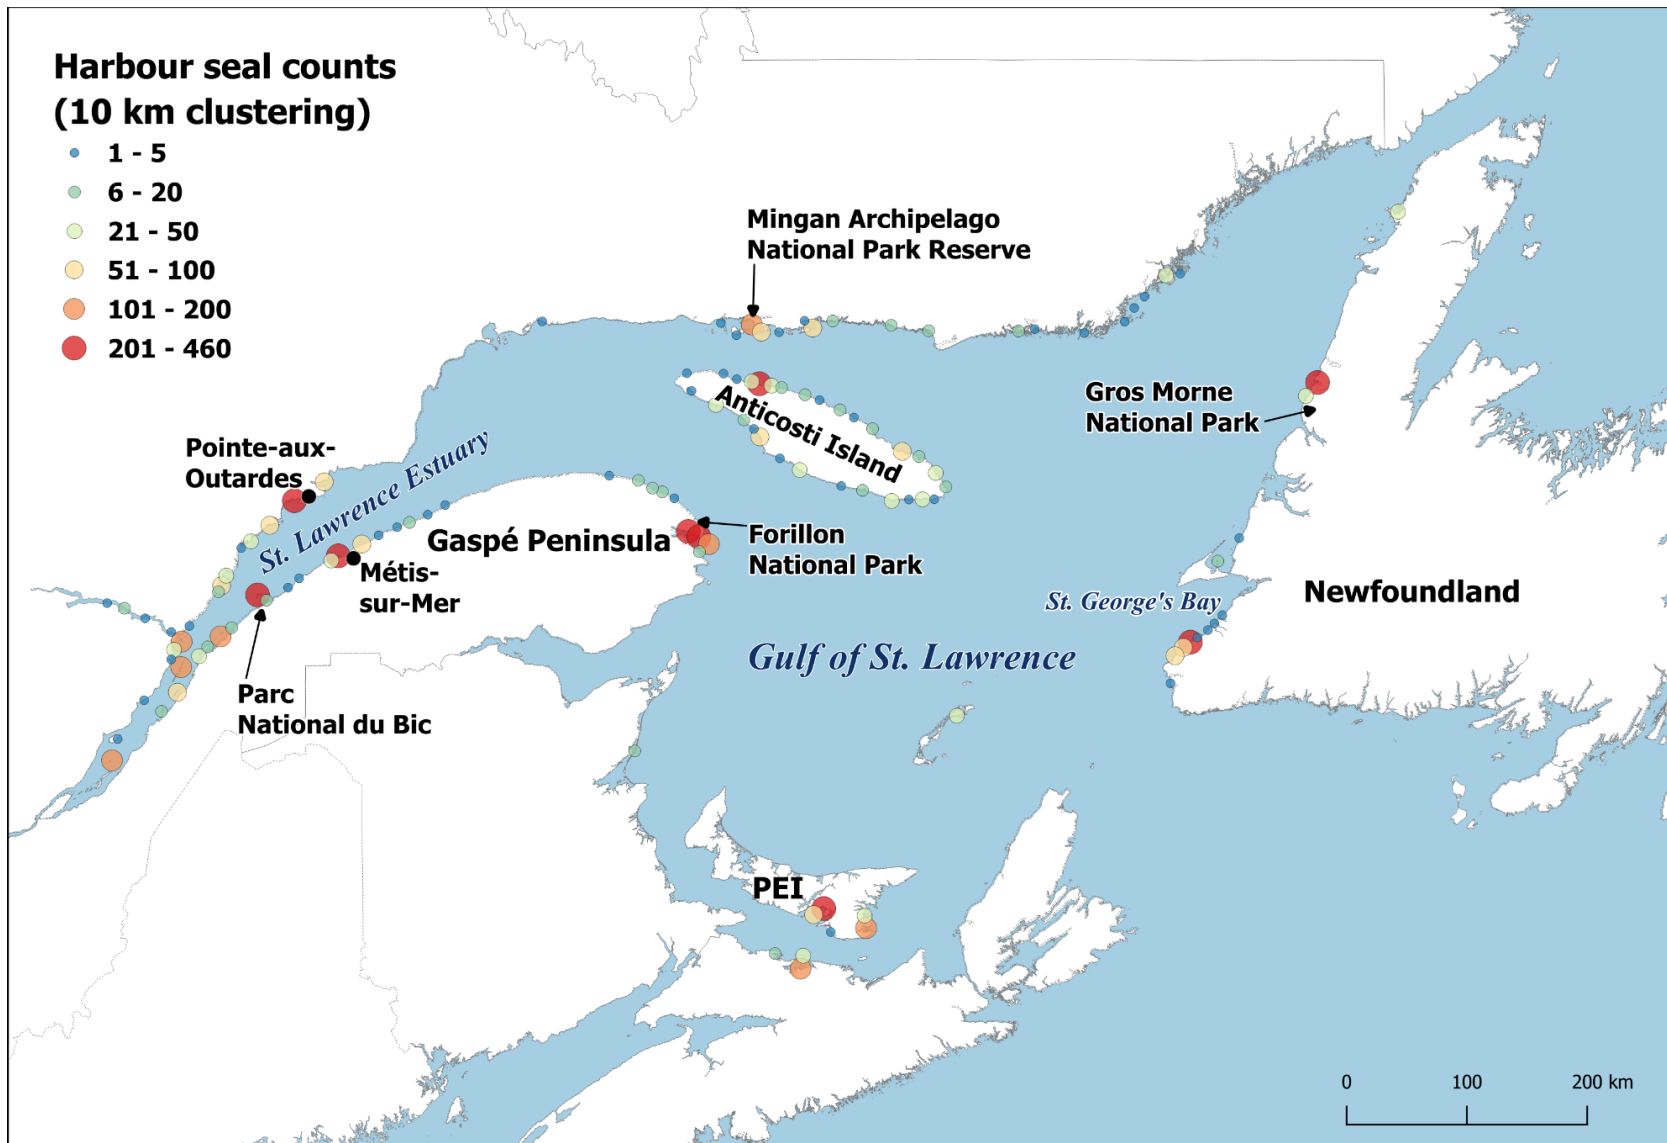 Harbour seal counts
(10 km clustering)
1 - 5
6 - 20
21 - 50
51 - 100
101 - 200
201 - 460
Mingan Archipelago
National Park Reserve
Gros Morne
National Park
Anticosti Island
Pointe-aux-
Outardes
St. Lawrence Estuary
Gaspé Peninsula
Forillon
National Park
Métis-
sur-Mer
St. George's Bay
Newfoundland
Gulf of St. Lawrence
Parc
National du Bic
PEI
0 100 200 km